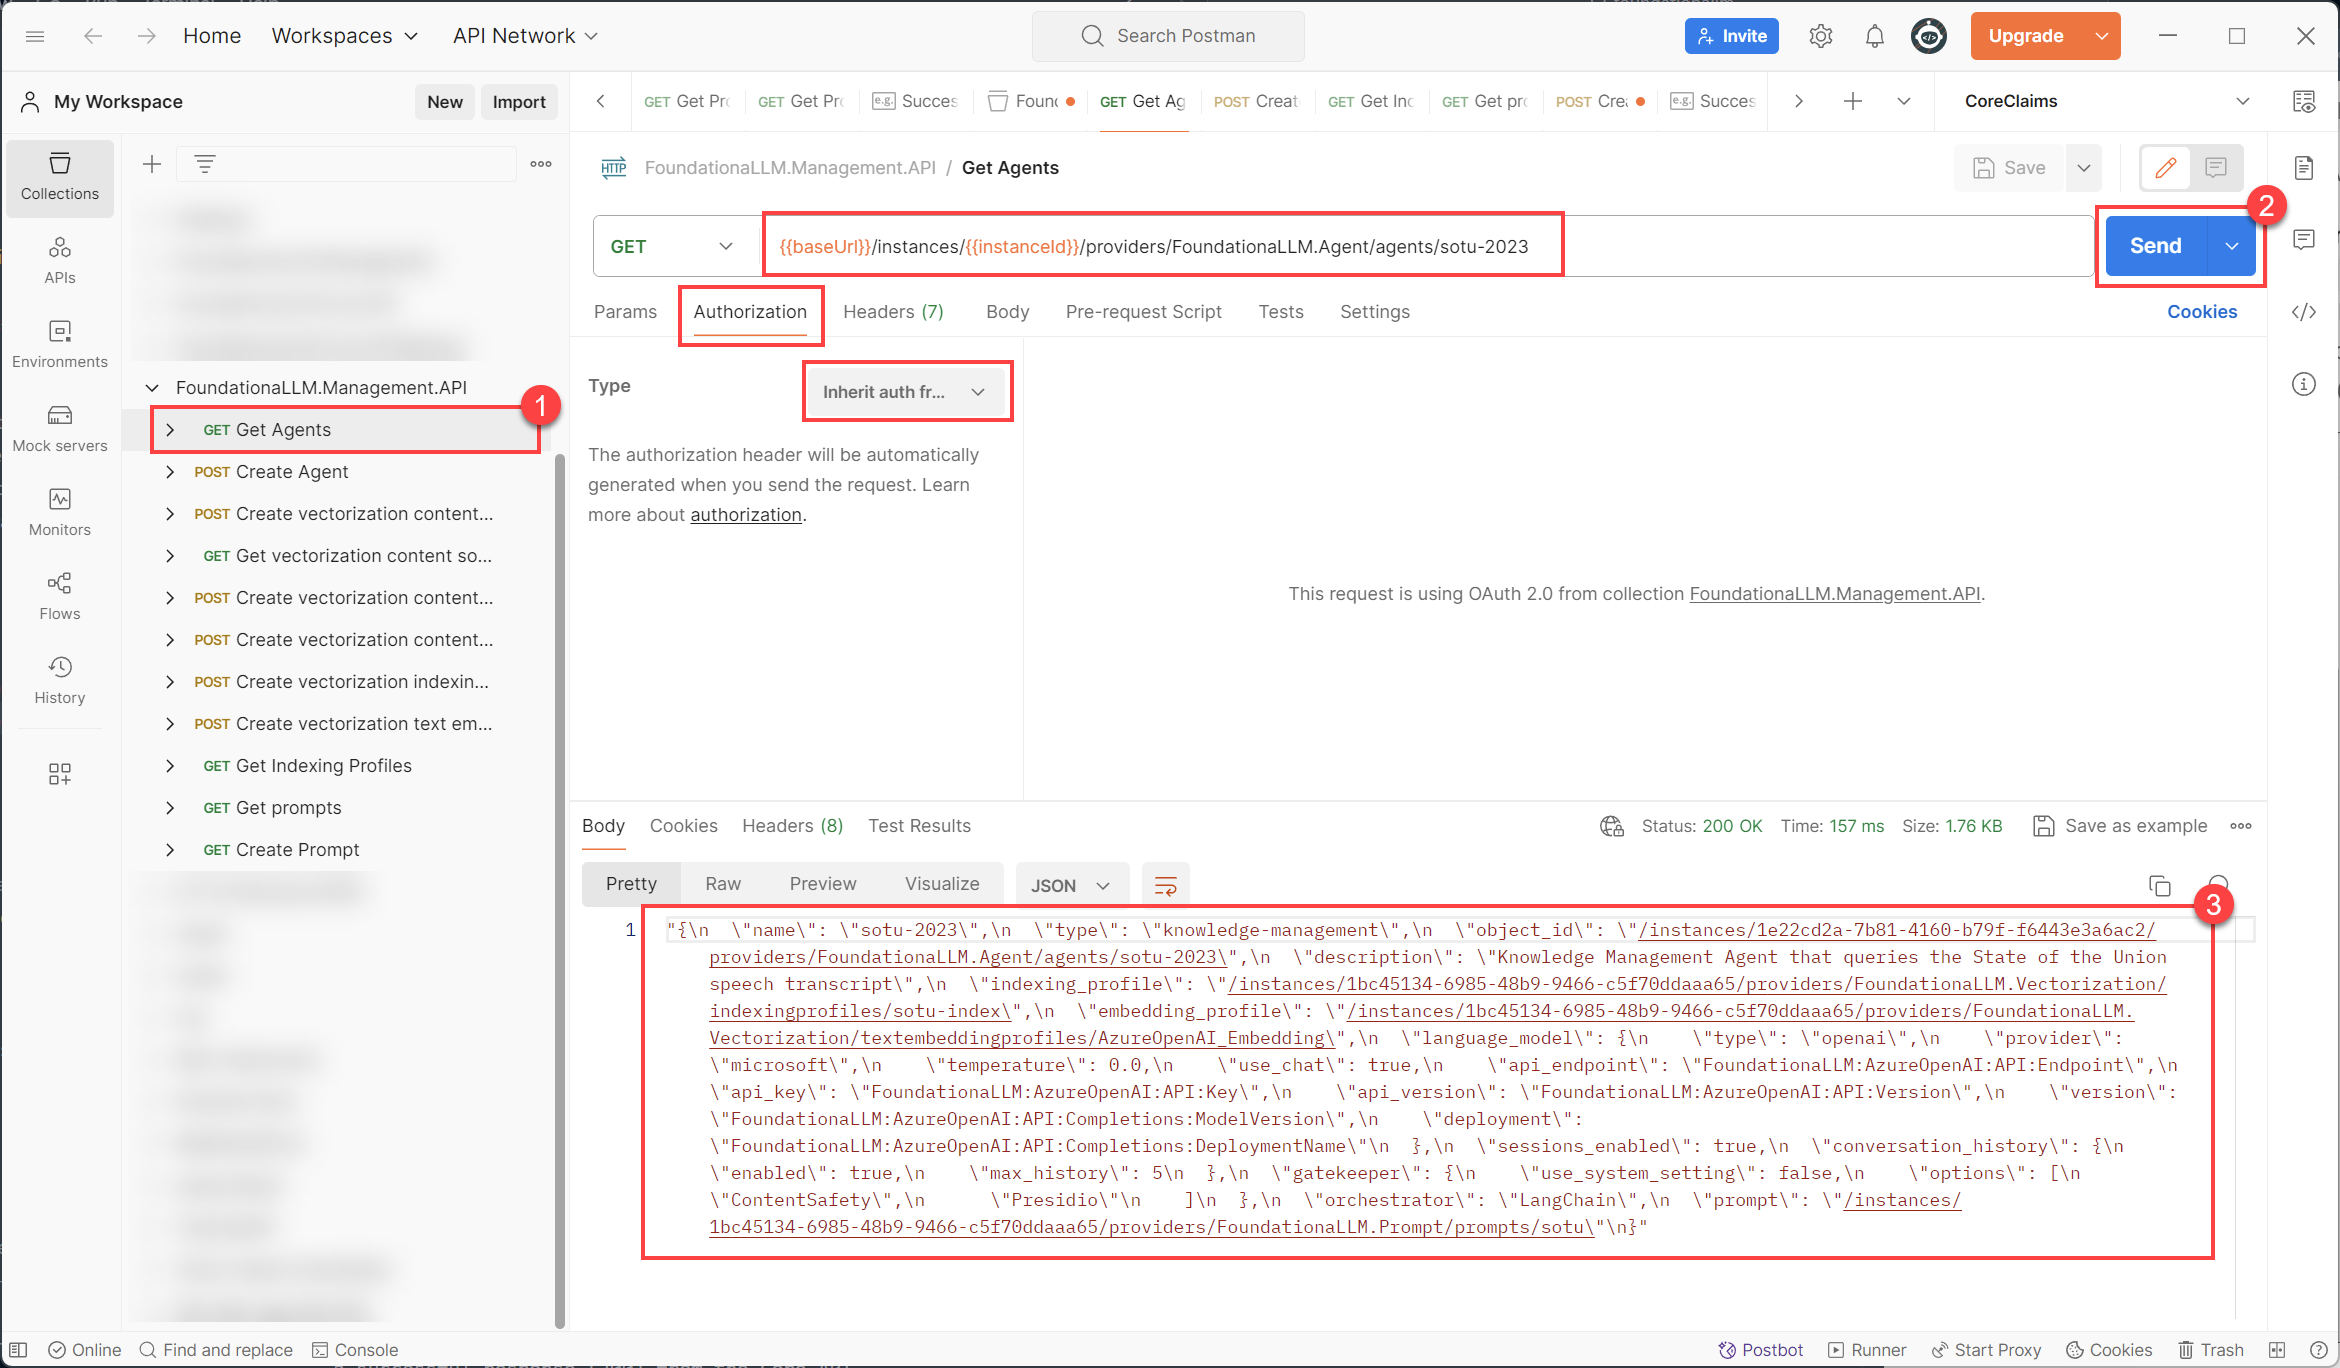 Home Workspaces API Network Search Postman Invite Upgrade
My Workspace New Import
GET Get Pr GET Get Pr e.g. Succes Found GET Get Ag POST Creat GET Get Inc GET Get pr POST Cre e.g. Succes CoreClaims
Collections
APIs
Environments
Mock servers
Monitors
Flows
History
FoundationaLLM.Management.API
1
GET Get Agents
POST Create Agent
POST Create vectorization content...
GET Get vectorization content so...
POST Create vectorization content...
POST Create vectorization content...
POST Create vectorization indexin...
POST Create vectorization text em...
GET Get Indexing Profiles
GET Get prompts
GET Create Prompt
HTTP FoundationaLLM.Management.API / Get Agents Save
2
GET {{baseUrl}}/instances/{{instanceId}}/providers/FoundationaLLM.Agent/agents/sotu-2023 Send
Params Authorization Headers (7) Body Pre-request Script Tests Settings Cookies
Type Inherit auth fr...
The authorization header will be automatically
generated when you send the request. Learn
more about authorization.
This request is using OAuth 2.0 from collection FoundationaLLM.Management.API.
Body Cookies Headers (8) Test Results Status: 200 OK Time: 157 ms Size: 1.76 KB Save as example
Pretty Raw Preview Visualize JSON
3
1 "{\n  \"name\": \"sotu-2023\",\n  \"type\": \"knowledge-management\",\n  \"object_id\": \"/instances/1e22cd2a-7b81-4160-b79f-f6443e3a6ac2/
providers/FoundationaLLM.Agent/agents/sotu-2023\",\n  \"description\": \"Knowledge Management Agent that queries the State of the Union
speech transcript\",\n  \"indexing_profile\": \"/instances/1bc45134-6985-48b9-9466-c5f70ddaaa65/providers/FoundationaLLM.Vectorization/
indexingprofiles/sotu-index\",\n  \"embedding_profile\": \"/instances/1bc45134-6985-48b9-9466-c5f70ddaaa65/providers/FoundationaLLM.
Vectorization/textembeddingprofiles/AzureOpenAI_Embedding\",\n  \"language_model\": {\n    \"type\": \"openai\",\n    \"provider\":
\"microsoft\",\n    \"temperature\": 0.0,\n    \"use_chat\": true,\n    \"api_endpoint\": \"FoundationaLLM:AzureOpenAI:API:Endpoint\",\n
\"api_key\": \"FoundationaLLM:AzureOpenAI:API:Key\",\n    \"api_version\": \"FoundationaLLM:AzureOpenAI:API:Version\",\n    \"version\":
\"FoundationaLLM:AzureOpenAI:API:Completions:ModelVersion\",\n    \"deployment\":
\"FoundationaLLM:AzureOpenAI:API:Completions:DeploymentName\"\n  },\n  \"sessions_enabled\": true,\n  \"conversation_history\": {\n
\"enabled\": true,\n    \"max_history\": 5\n  },\n  \"gatekeeper\": {\n    \"use_system_setting\": false,\n    \"options\": [\n
\"ContentSafety\",\n      \"Presidio\"\n    ]\n  },\n  \"orchestrator\": \"LangChain\",\n  \"prompt\": \"/instances/
1bc45134-6985-48b9-9466-c5f70ddaaa65/providers/FoundationaLLM.Prompt/prompts/sotu\"\n}"
Online Find and replace Console Postbot Runner Start Proxy Cookies Trash